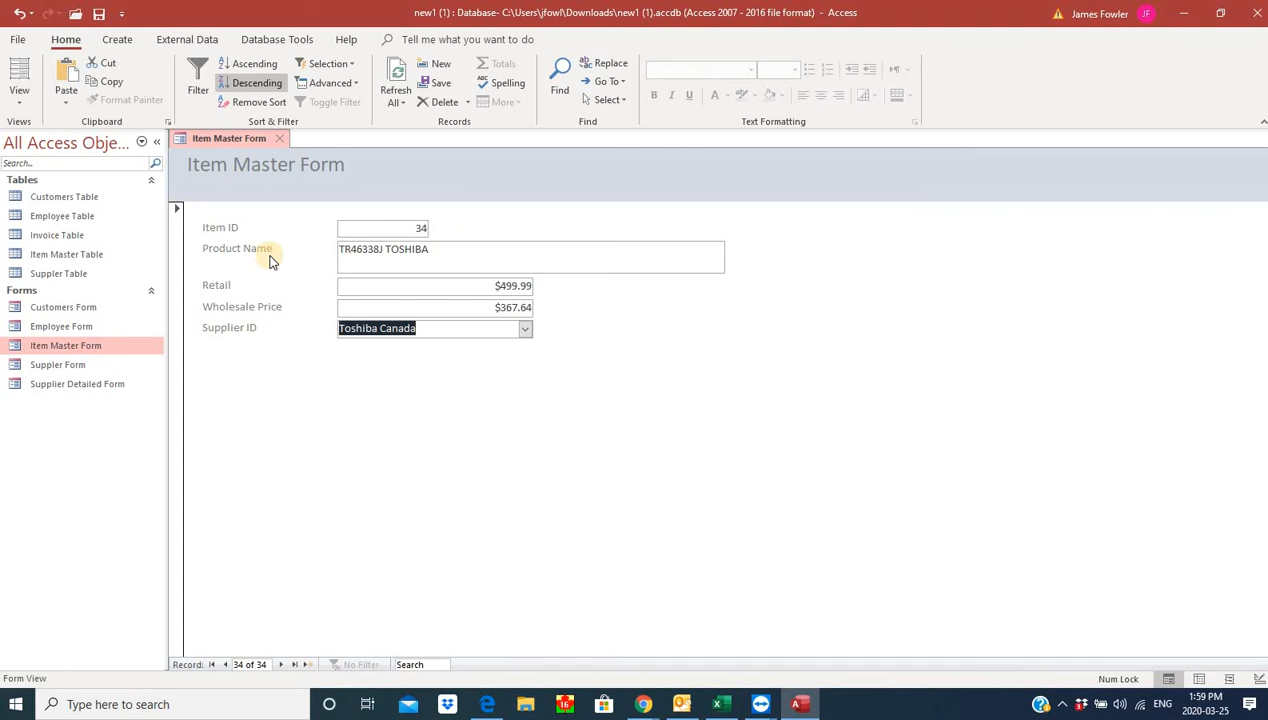 new1 (1) : Database- C:\Users\jfowl\Downloads\new1 (1).accdb (Access 2007 - 2016 file format) - Access
James Fowler JF
File Home Create External Data Database Tools Help Tell me what you want to do
View
Views
Paste
Cut
Copy
Format Painter
Clipboard
Filter
Ascending
Descending
Remove Sort
Selection
Advanced
Toggle Filter
Sort & Filter
Refresh
All
New
Save
Delete
Totals
Spelling
More
Records
Find
Replace
Go To
Select
Find
B I U A
Text Formatting
All Access Obje...
Search...
Tables
Customers Table
Employee Table
Invoice Table
Item Master Table
Suppler Table
Forms
Customers Form
Employee Form
Item Master Form
Suppler Form
Supplier Detailed Form
Item Master Form
Item Master Form
Item ID 34
Product Name TR46338J TOSHIBA
Retail $499.99
Wholesale Price $367.64
Supplier ID Toshiba Canada
Record: 34 of 34 No Filter Search
Form View
Num Lock
Type here to search
16
ENG
1:59 PM
2020-03-25